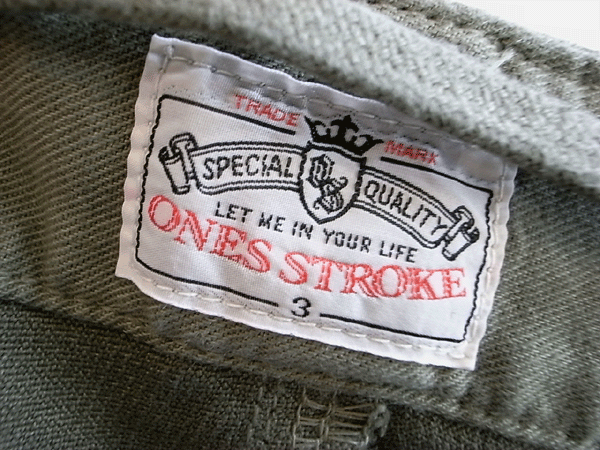 TRADE MARK
SPECIAL QUALITY
LET ME IN YOUR LIFE
ONES STROKE
3